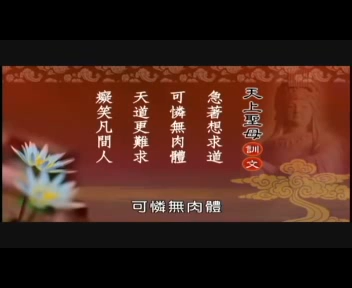 天上聖母訓文
急著想求道
可憐無肉體
天道更難求
癡笑凡間人
可憐無肉體